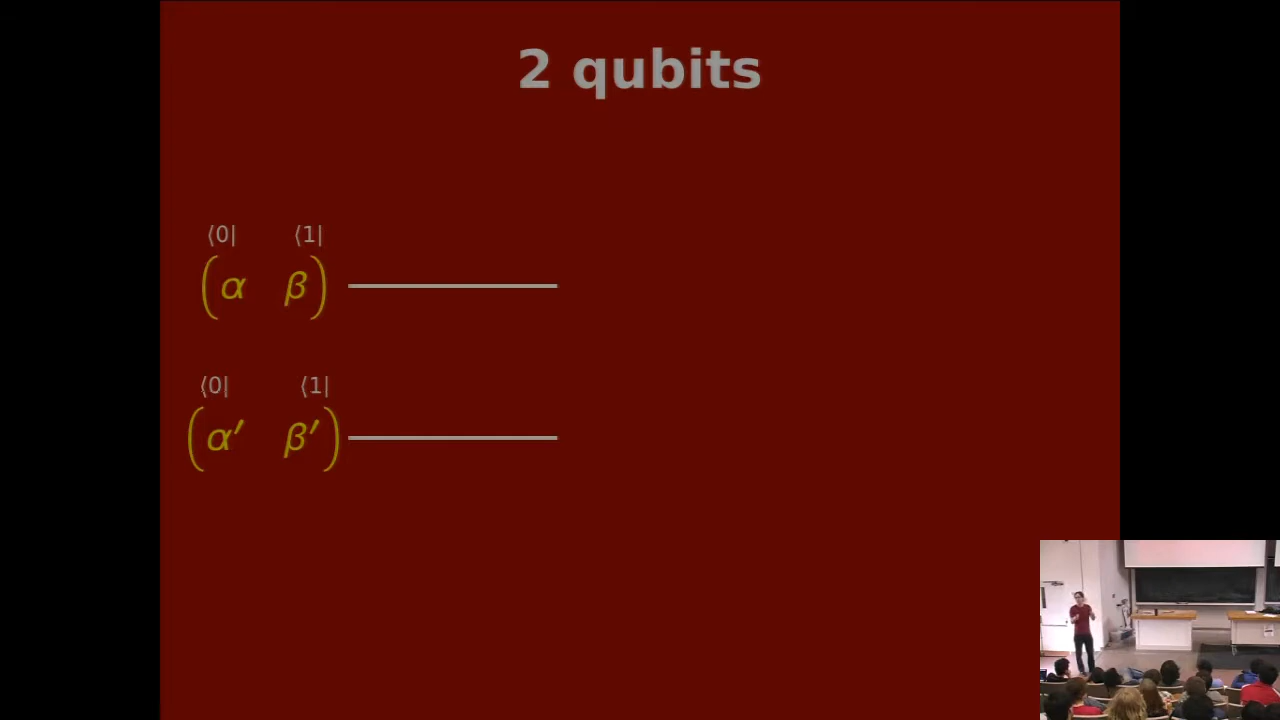 2 qubits
⟨0| ⟨1|
(α β)
⟨0| ⟨1|
(α′ β′)